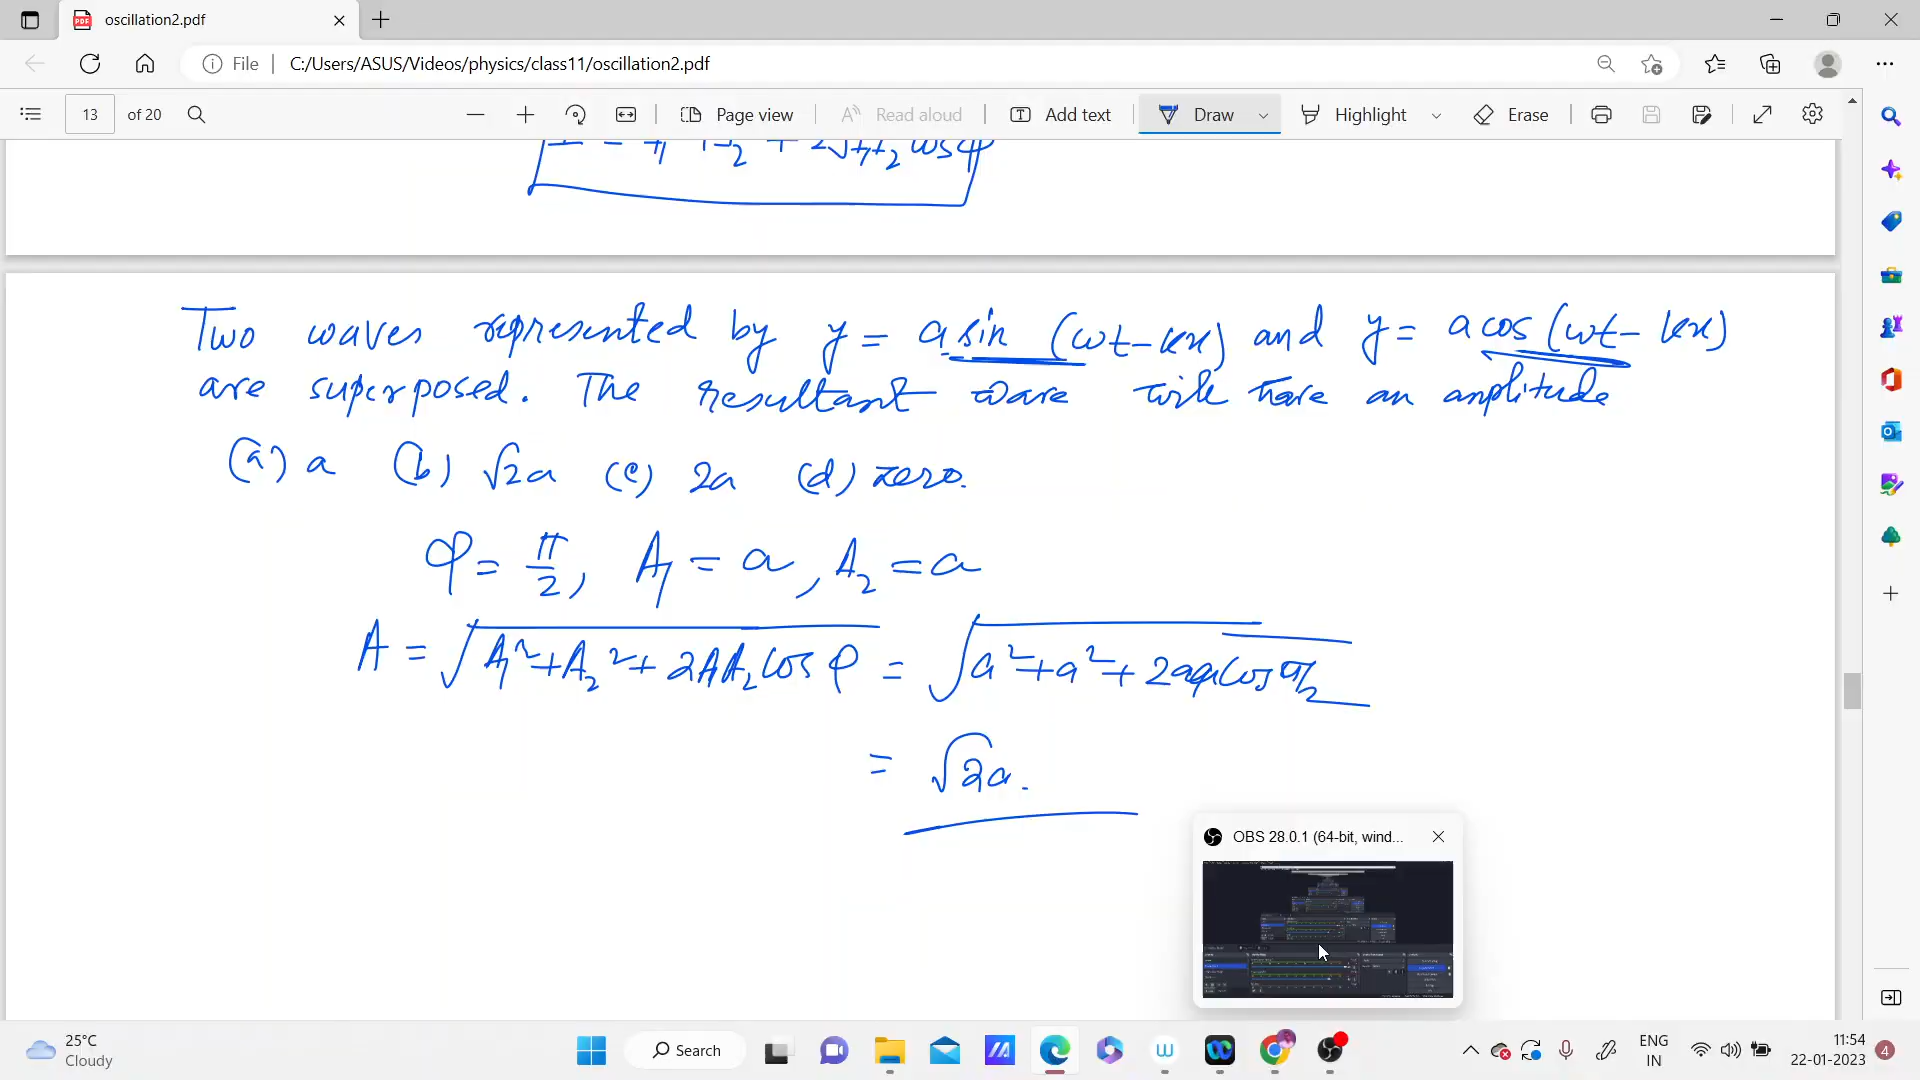 oscillation2.pdf
File
C:/Users/ASUS/Videos/physics/class11/oscillation2.pdf
13 of 20
Page view
Read aloud
Add text
Draw
Highlight
Erase
Two waves represented by y = a sin (ωt-kx) and y = a cos (ωt- kx)
are superposed. The resultant wave will have an amplitude
(a) a (b) √2a (c) 2a (d) zero.
φ = π/2, A1 = a, A2 = a
A = √A1²+A2²+2A1A2 cos φ = √a²+a²+2aa cos π/2
= √2a.
OBS 28.0.1 (64-bit, wind...
25°C
Cloudy
Search
ENG
IN
11:54
22-01-2023
4